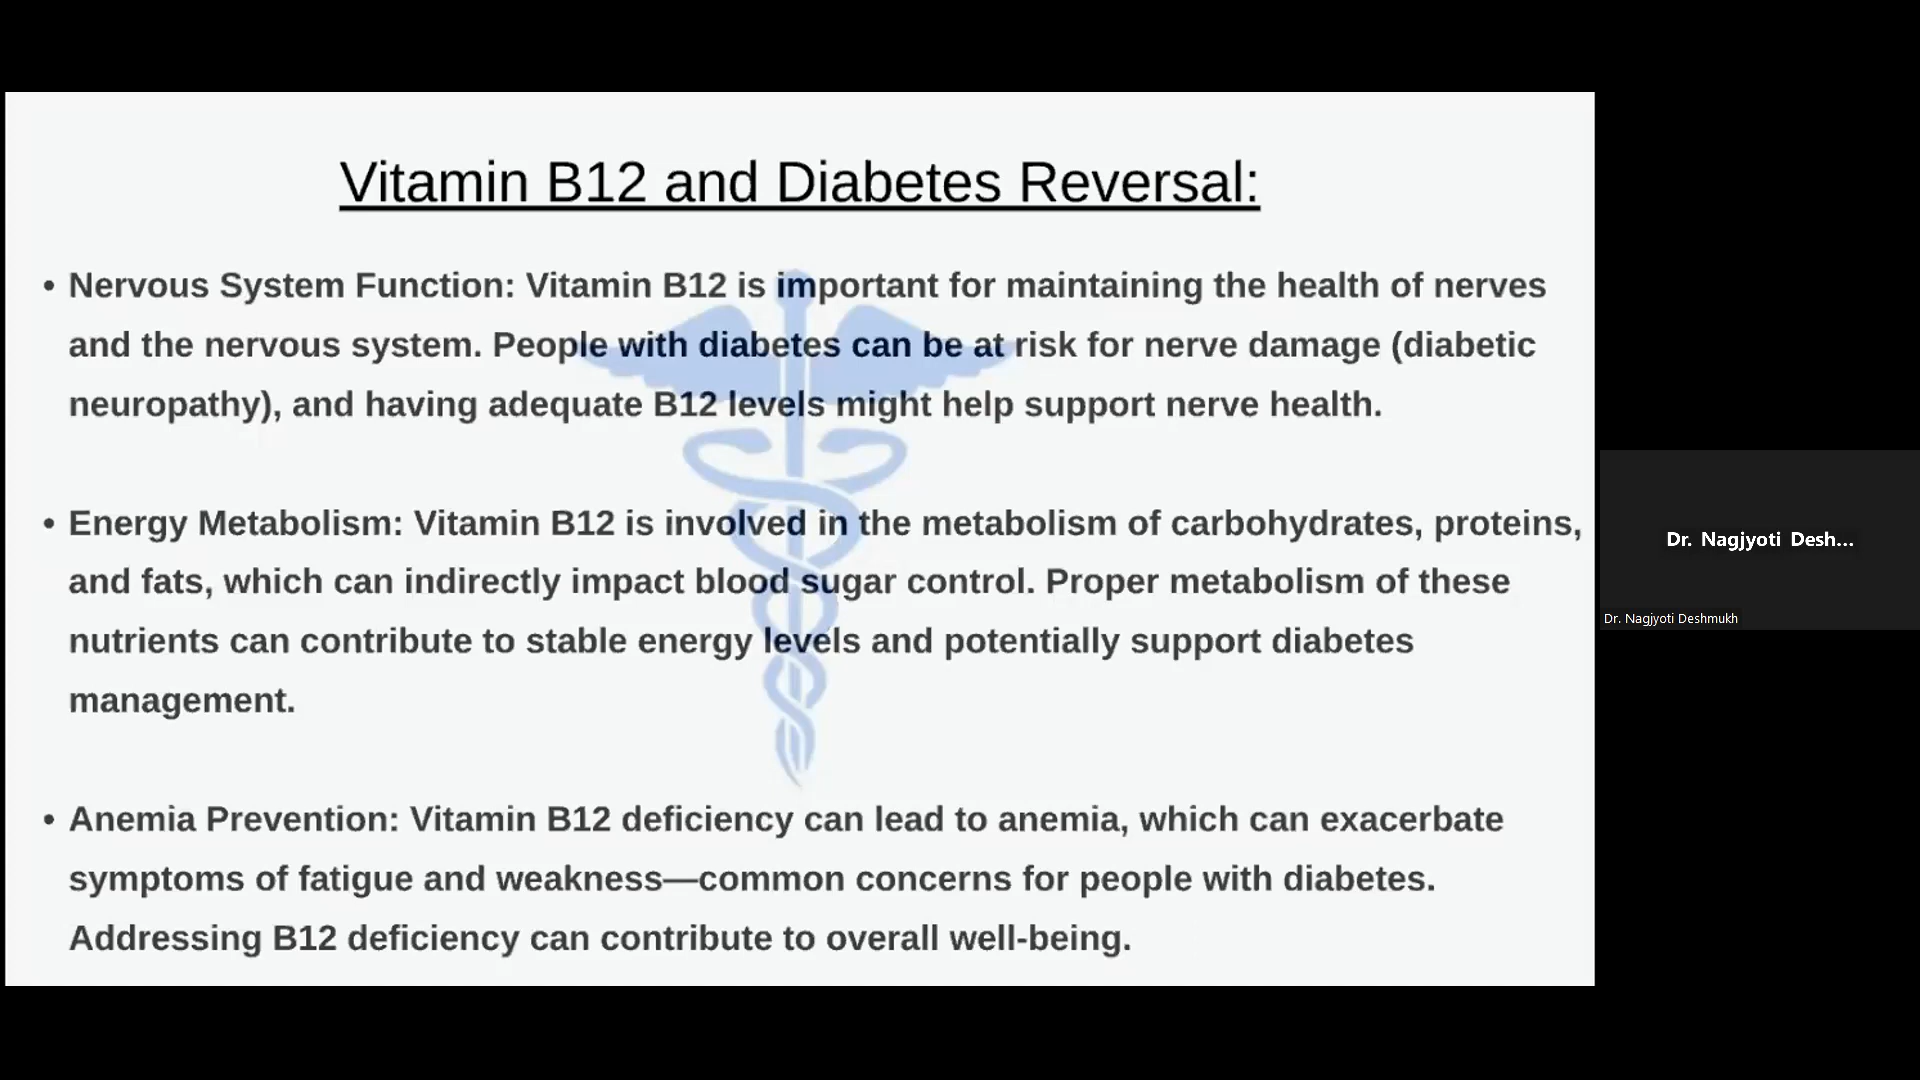 Vitamin B12 and Diabetes Reversal:
• Nervous System Function: Vitamin B12 is important for maintaining the health of nerves
and the nervous system. People with diabetes can be at risk for nerve damage (diabetic
neuropathy), and having adequate B12 levels might help support nerve health.
• Energy Metabolism: Vitamin B12 is involved in the metabolism of carbohydrates, proteins,
and fats, which can indirectly impact blood sugar control. Proper metabolism of these
nutrients can contribute to stable energy levels and potentially support diabetes
management.
• Anemia Prevention: Vitamin B12 deficiency can lead to anemia, which can exacerbate
symptoms of fatigue and weakness—common concerns for people with diabetes.
Addressing B12 deficiency can contribute to overall well-being.
Dr. Nagjyoti Desh...
Dr. Nagjyoti Deshmukh